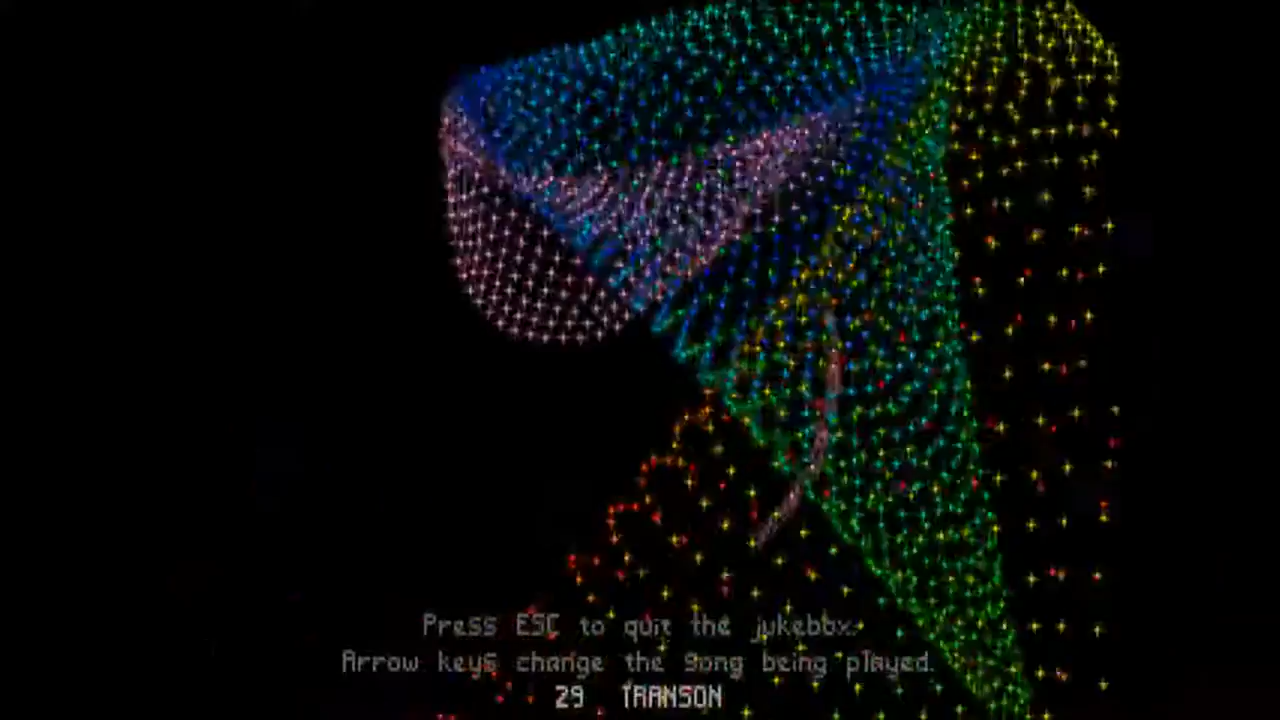 Press ESC to quit the jukebox.
Arrow keys change the song being played.
29 TRANSON